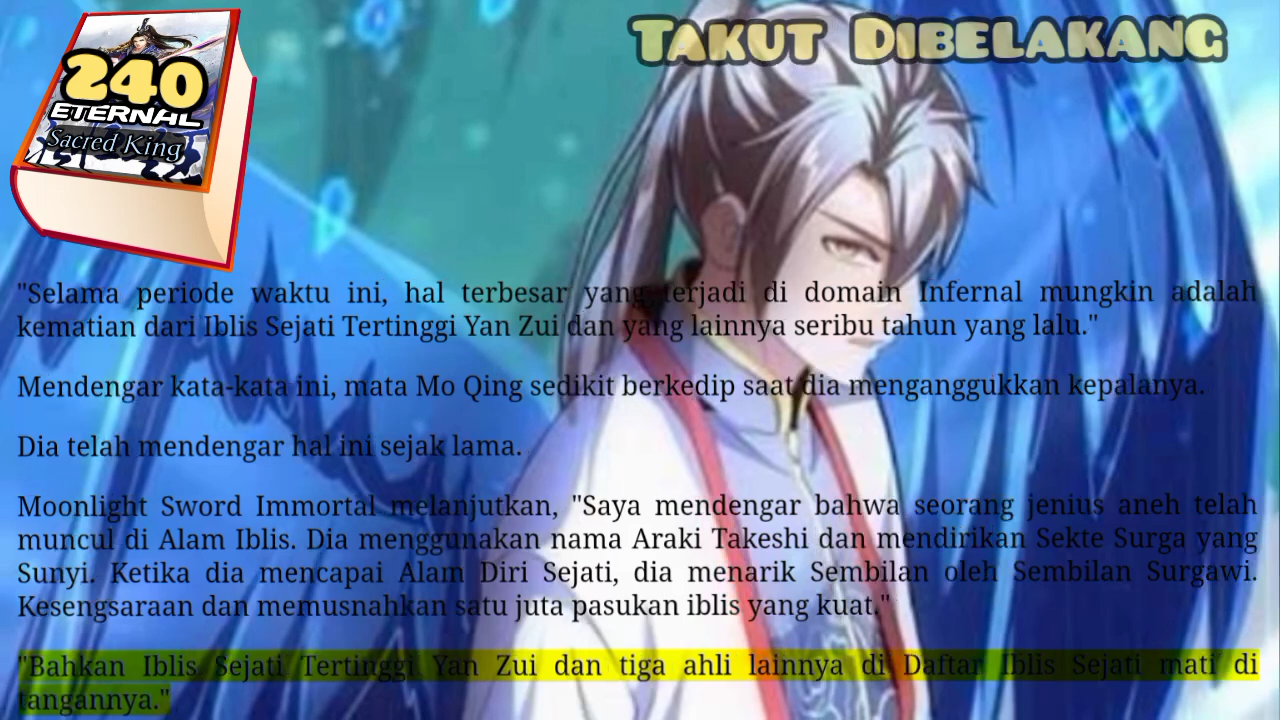 Takut Dibelakang
240
ETERNAL
Sacred King
"Selama periode waktu ini, hal terbesar yang terjadi di domain Infernal mungkin adalah
kematian dari Iblis Sejati Tertinggi Yan Zui dan yang lainnya seribu tahun yang lalu."
Mendengar kata-kata ini, mata Mo Qing sedikit berkedip saat dia menganggukkan kepalanya.
Dia telah mendengar hal ini sejak lama.
Moonlight Sword Immortal melanjutkan, "Saya mendengar bahwa seorang jenius aneh telah
muncul di Alam Iblis. Dia menggunakan nama Araki Takeshi dan mendirikan Sekte Surga yang
Sunyi. Ketika dia mencapai Alam Diri Sejati, dia menarik Sembilan oleh Sembilan Surgawi.
Kesengsaraan dan memusnahkan satu juta pasukan iblis yang kuat."
"Bahkan Iblis Sejati Tertinggi Yan Zui dan tiga ahli lainnya di Daftar Iblis Sejati mati di
tangannya."